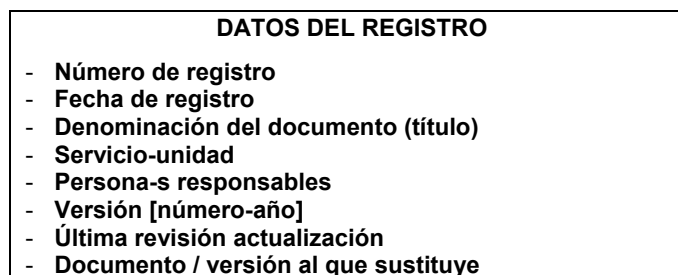 DATOS DEL REGISTRO
- Número de registro
- Fecha de registro
- Denominación del documento (título)
- Servicio-unidad
- Persona-s responsables
- Versión [número-año]
- Última revisión actualización
- Documento / versión al que sustituye